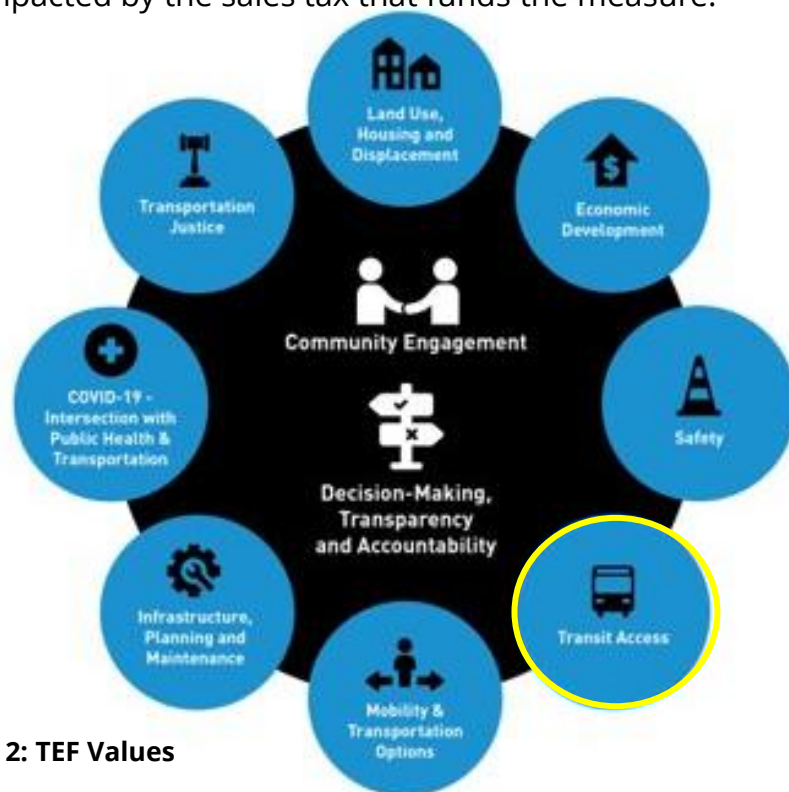 npacted by the sales tax that funds the measure.
Land Use,
Housing and
Displacement
Transportation
Justice
Economic
Development
Community Engagement
COVID-19 -
Intersection with
Public Health &
Transportation
Safety
Decision-Making,
Transparency
and Accountability
Infrastructure,
Planning and
Maintenance
Transit Access
Mobility &
Transportation
Options
2: TEF Values